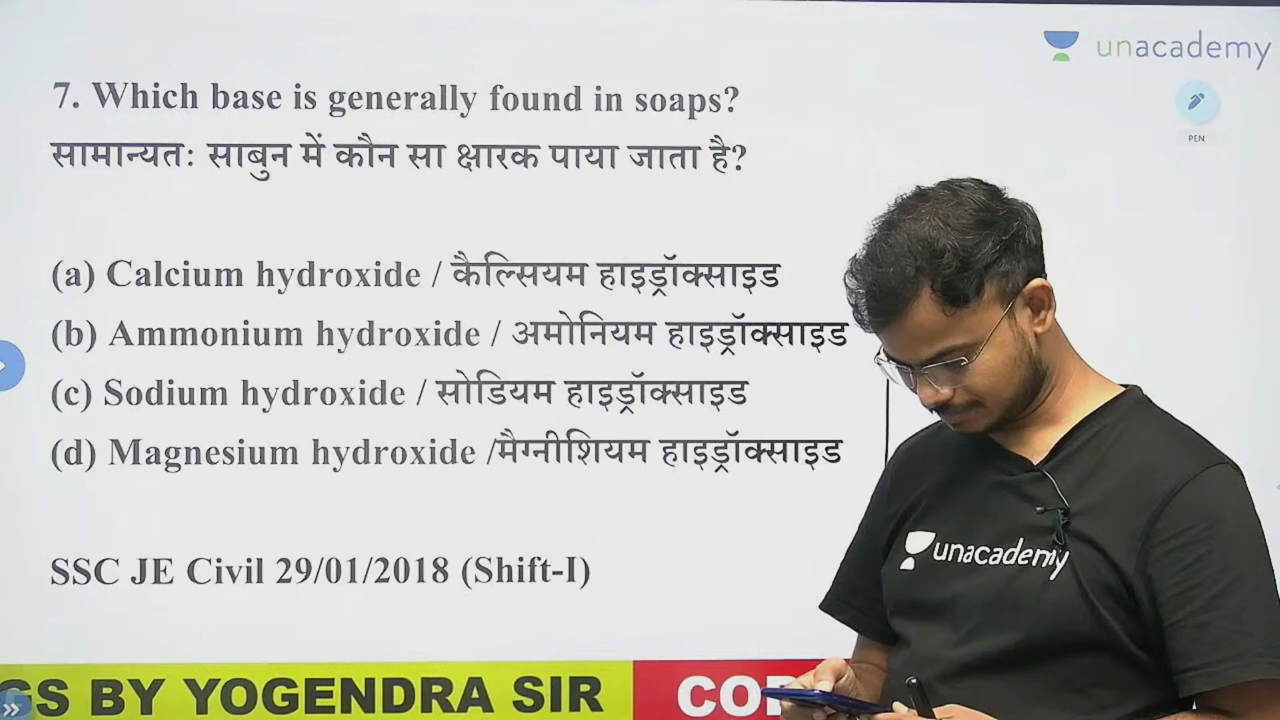 unacademy
PEN
7. Which base is generally found in soaps?
सामान्यतः साबुन में कौन सा क्षारक पाया जाता है?
(a) Calcium hydroxide / कैल्सियम हाइड्रॉक्साइड
(b) Ammonium hydroxide / अमोनियम हाइड्रॉक्साइड
(c) Sodium hydroxide / सोडियम हाइड्रॉक्साइड
(d) Magnesium hydroxide /मैग्नीशियम हाइड्रॉक्साइड
SSC JE Civil 29/01/2018 (Shift-I)
unacademy
GS BY YOGENDRA SIR